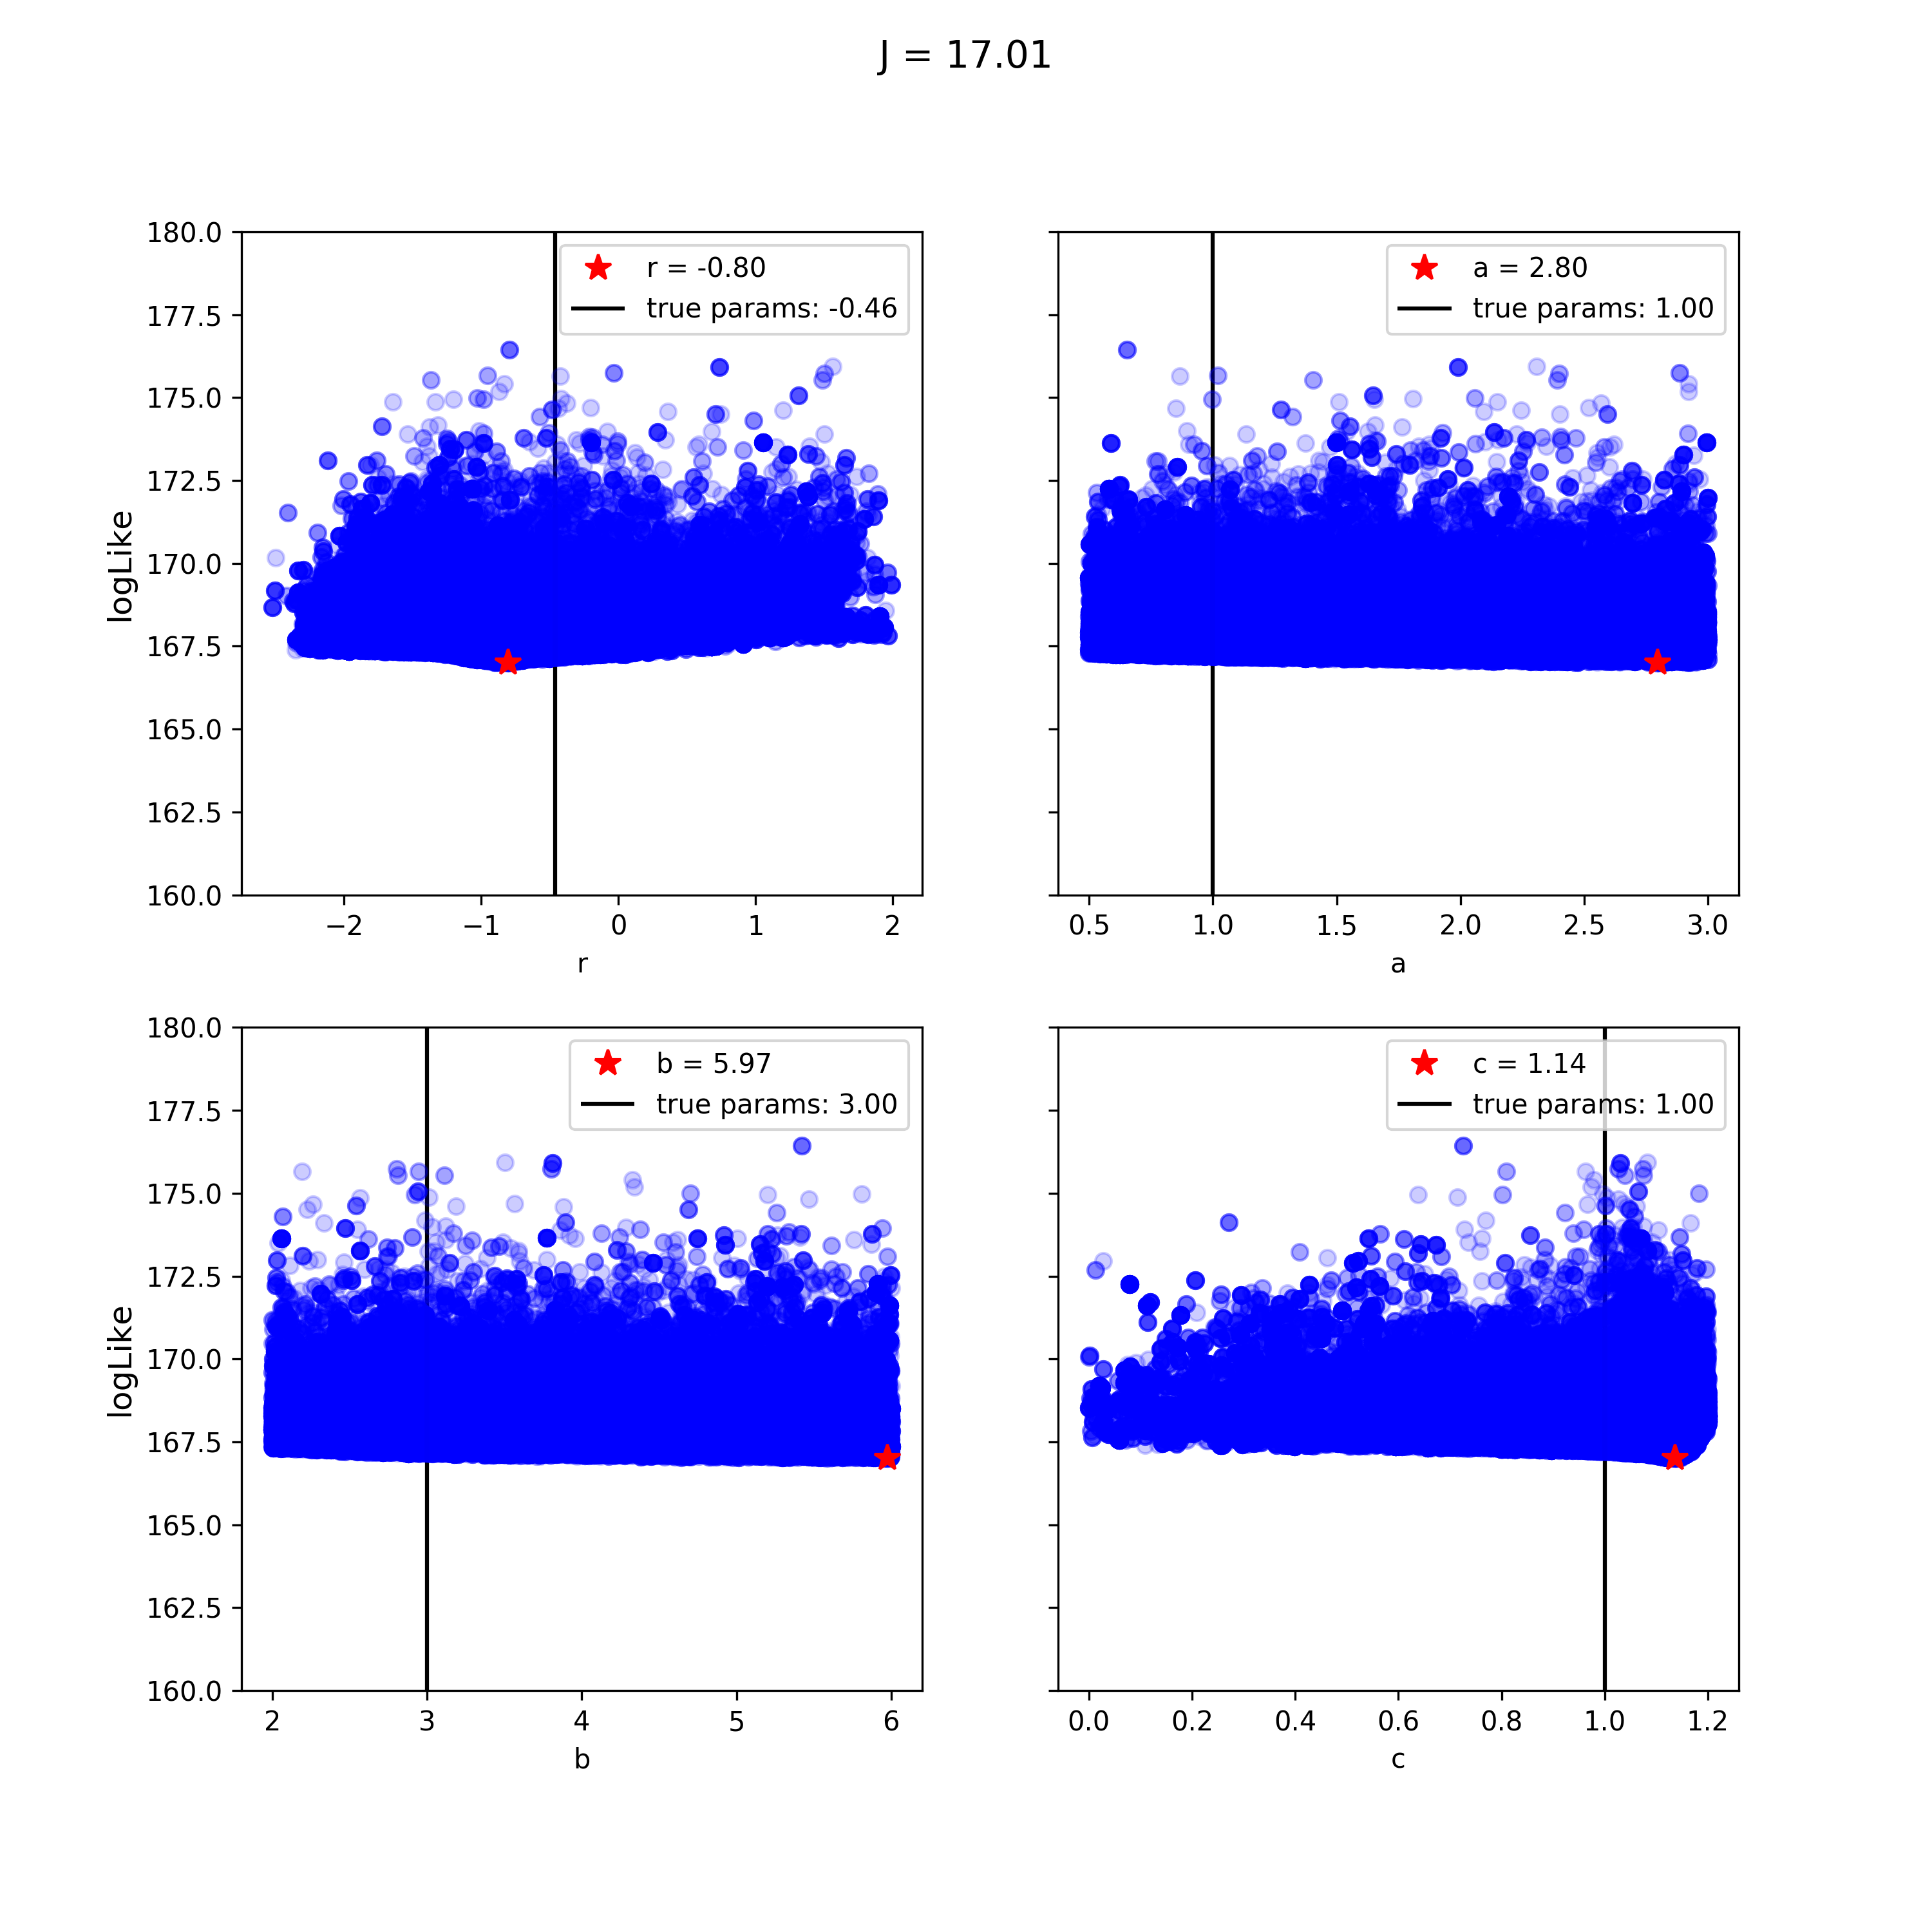 J = 17.01
180.0
177.5
175.0
172.5
170.0
167.5
165.0
162.5
160.0
logLike
r = -0.80
true params: -0.46
−2 −1 0 1 2
r
a = 2.80
true params: 1.00
0.5 1.0 1.5 2.0 2.5 3.0
a
180.0
177.5
175.0
172.5
170.0
167.5
165.0
162.5
160.0
logLike
b = 5.97
true params: 3.00
2 3 4 5 6
b
c = 1.14
true params: 1.00
0.0 0.2 0.4 0.6 0.8 1.0 1.2
c